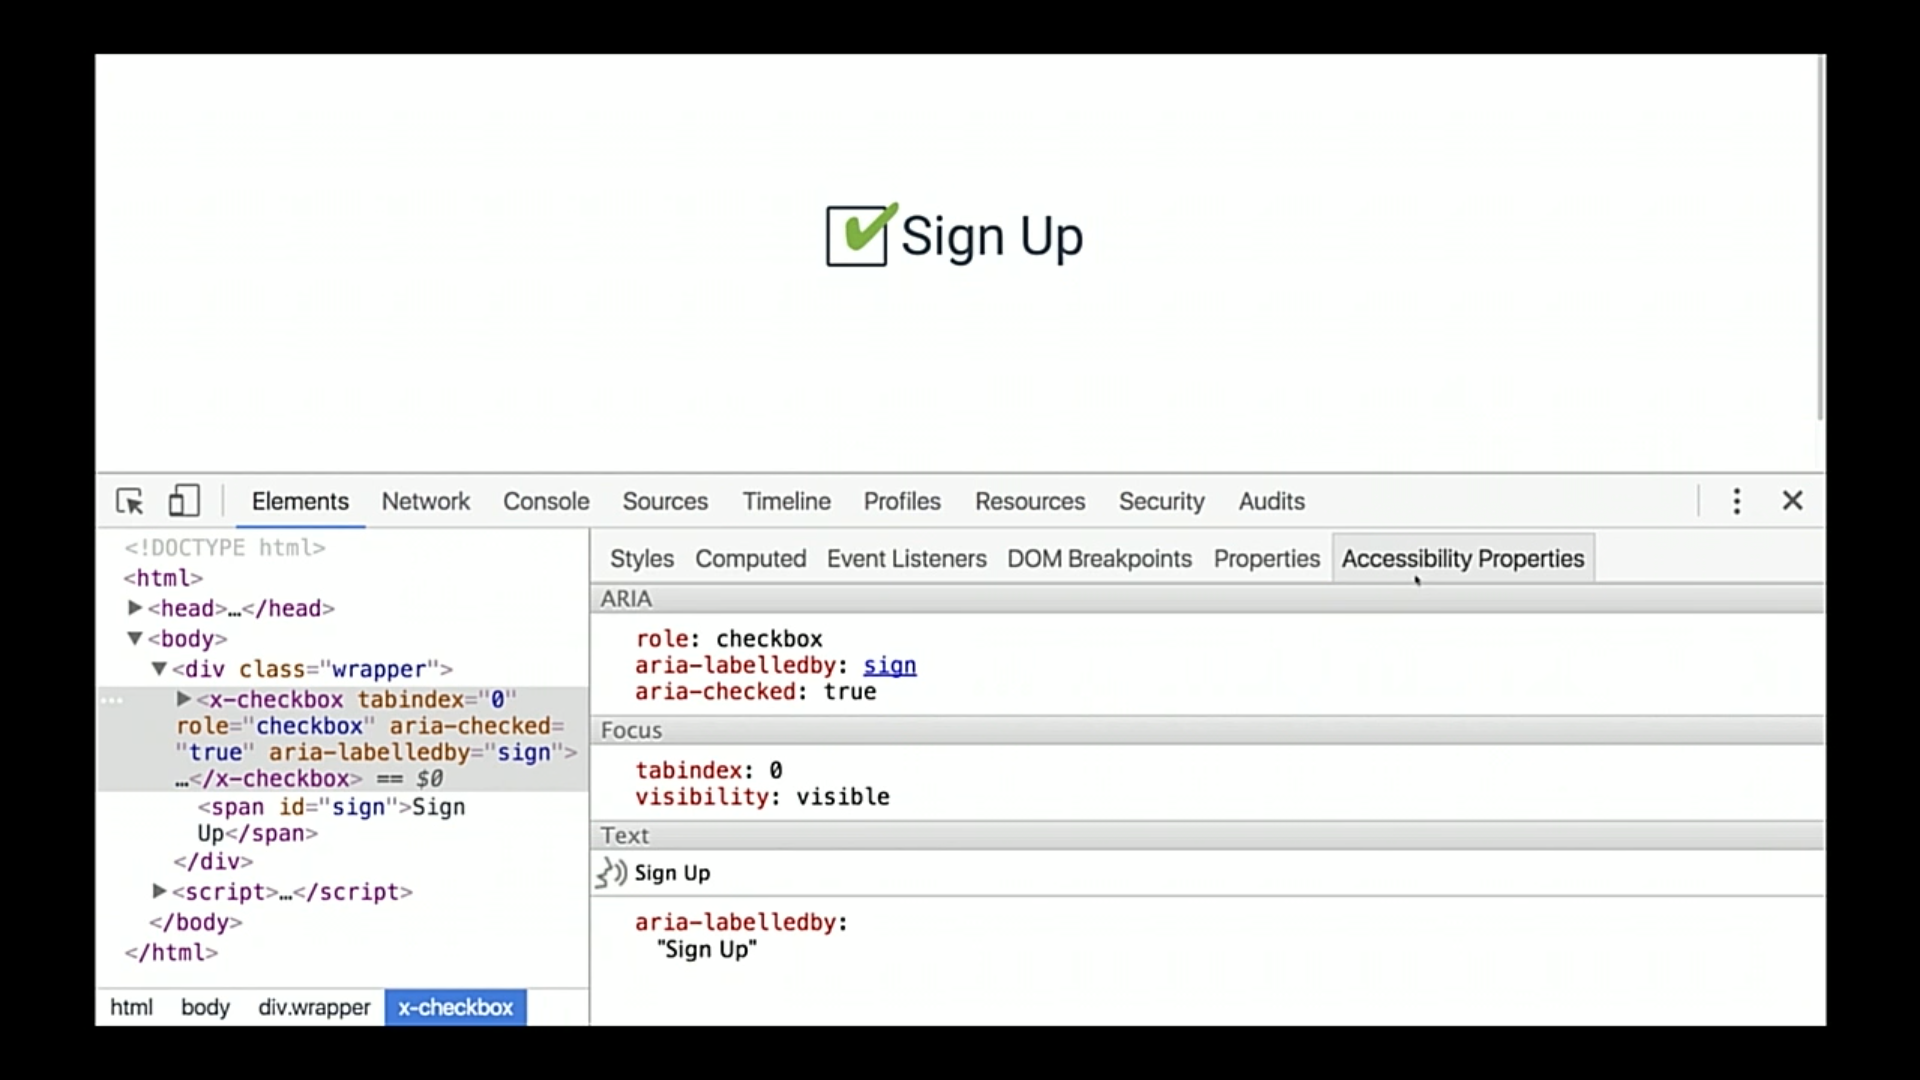 Sign Up
Elements Network Console Sources Timeline Profiles Resources Security Audits
<!DOCTYPE html>
<html>
<head>…</head>
<body>
<div class="wrapper">
<x-checkbox tabindex="0"
role="checkbox" aria-checked=
"true" aria-labelledby="sign">
…</x-checkbox> == $0
<span id="sign">Sign
Up</span>
</div>
<script>…</script>
</body>
</html>
html body div.wrapper x-checkbox
Styles Computed Event Listeners DOM Breakpoints Properties Accessibility Properties
ARIA
role: checkbox
aria-labelledby: sign
aria-checked: true
Focus
tabindex: 0
visibility: visible
Text
Sign Up
aria-labelledby:
"Sign Up"